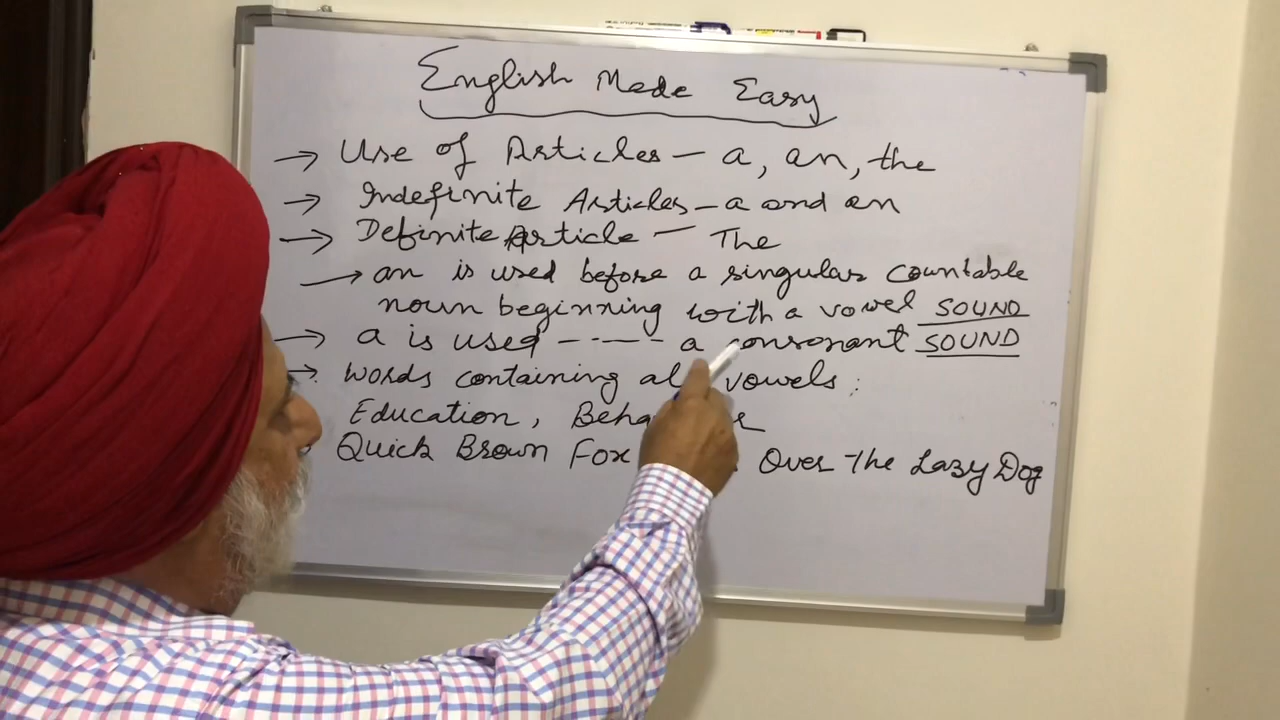 English Made Easy
→ Use of Articles – a, an, the
→ Indefinite Articles – a and an
→ Definite Article – The
→ an is used before a singular countable
noun beginning with a vowel SOUND
→ a is used ----- a consonant SOUND
→ Words containing all vowels:
Education,
Quick Brown Fox Over The Lazy Dog